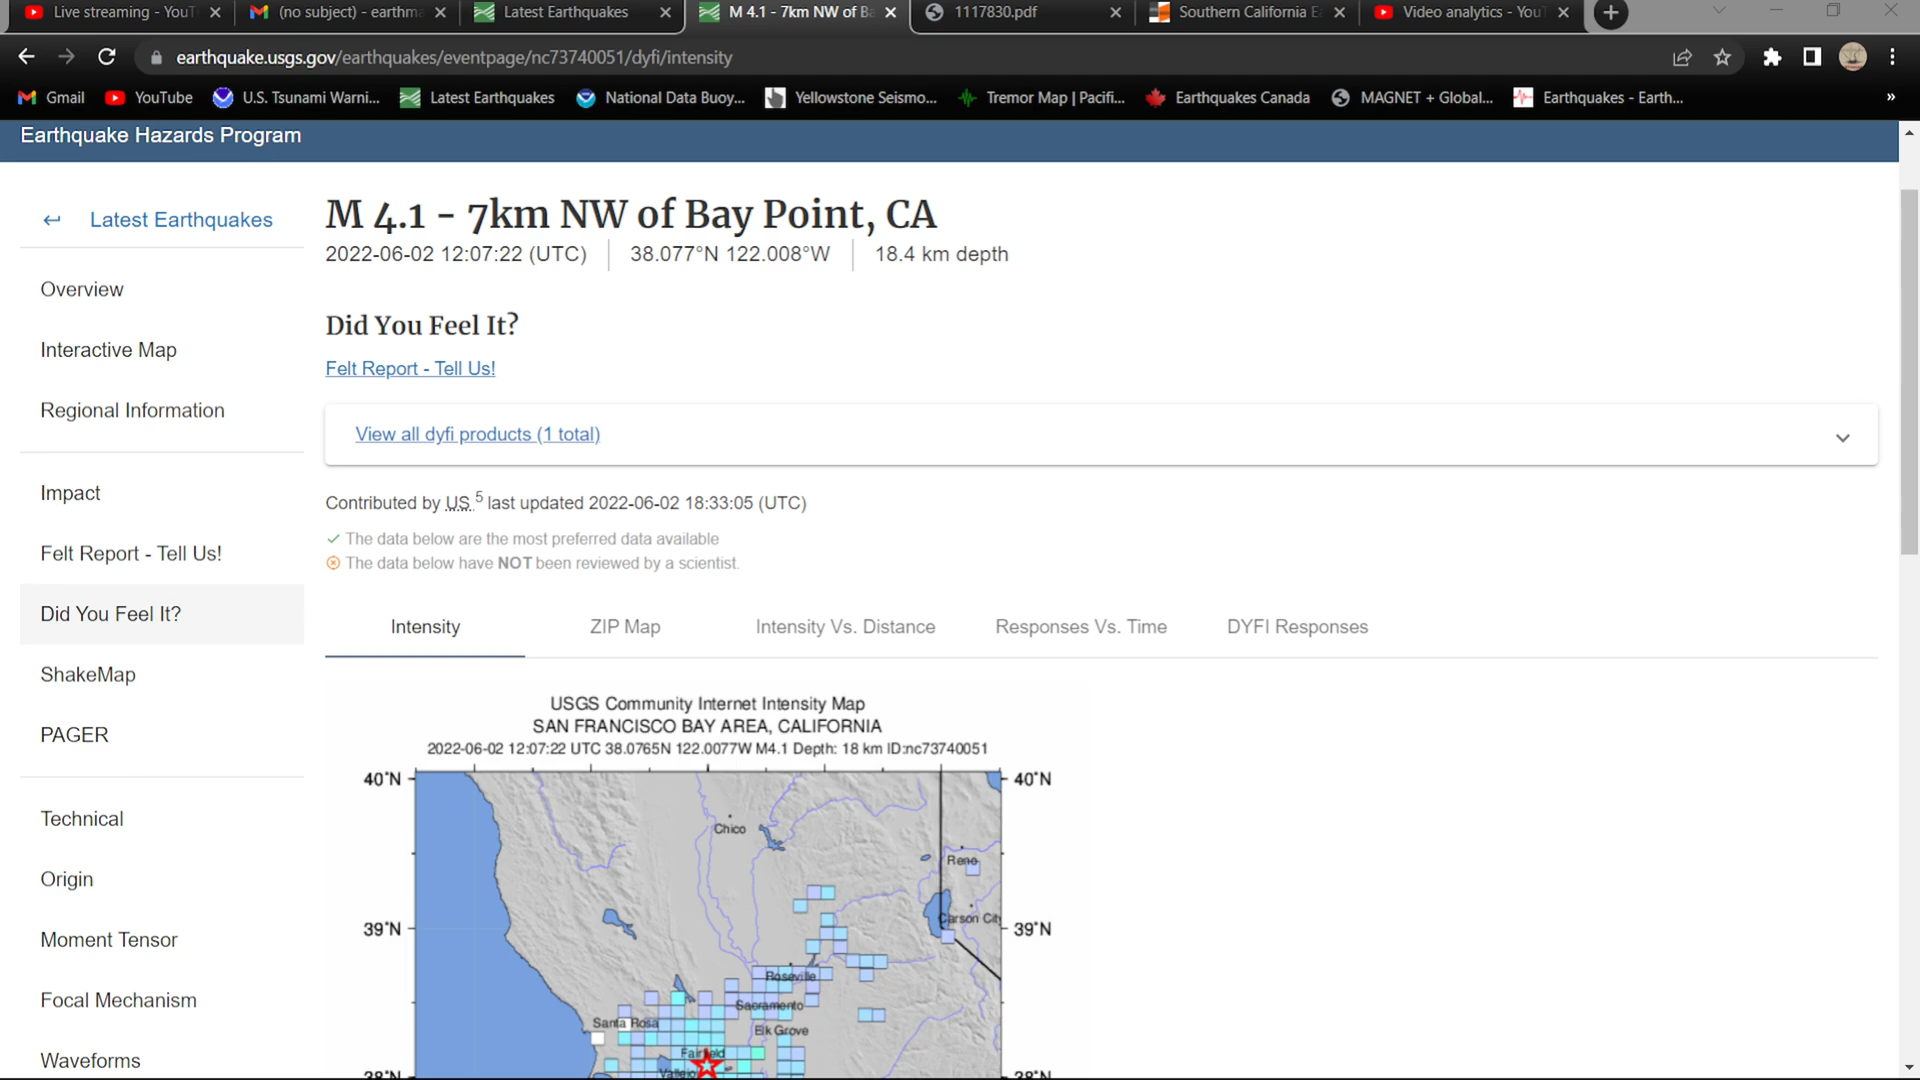 Live streaming - YouT
(no subject) - earthma
Latest Earthquakes
M 4.1 - 7km NW of Ba
1117830.pdf
Southern California E
Video analytics - YouT
earthquake.usgs.gov/earthquakes/eventpage/nc73740051/dyfi/intensity
Gmail
YouTube
U.S. Tsunami Warni...
Latest Earthquakes
National Data Buoy...
Yellowstone Seismo...
Tremor Map | Pacifi...
Earthquakes Canada
MAGNET + Global...
Earthquakes - Earth...
»
Earthquake Hazards Program
Latest Earthquakes
Overview
Interactive Map
Regional Information
Impact
Felt Report - Tell Us!
Did You Feel It?
ShakeMap
PAGER
Technical
Origin
Moment Tensor
Focal Mechanism
Waveforms
M 4.1 - 7km NW of Bay Point, CA
2022-06-02 12:07:22 (UTC)
38.077°N 122.008°W
18.4 km depth
Did You Feel It?
Felt Report - Tell Us!
View all dyfi products (1 total)
Contributed by US 5 last updated 2022-06-02 18:33:05 (UTC)
The data below are the most preferred data available
The data below have NOT been reviewed by a scientist.
Intensity
ZIP Map
Intensity Vs. Distance
Responses Vs. Time
DYFI Responses
USGS Community Internet Intensity Map
SAN FRANCISCO BAY AREA, CALIFORNIA
2022-06-02 12:07:22 UTC 38.0765N 122.0077W M4.1 Depth: 18 km ID:nc73740051
40°N
40°N
Chico
Reno
39°N
Carson City
39°N
Roseville
Sacramento
Santa Rosa
Elk Grove
Fairfield
Vallejo
38°N
38°N